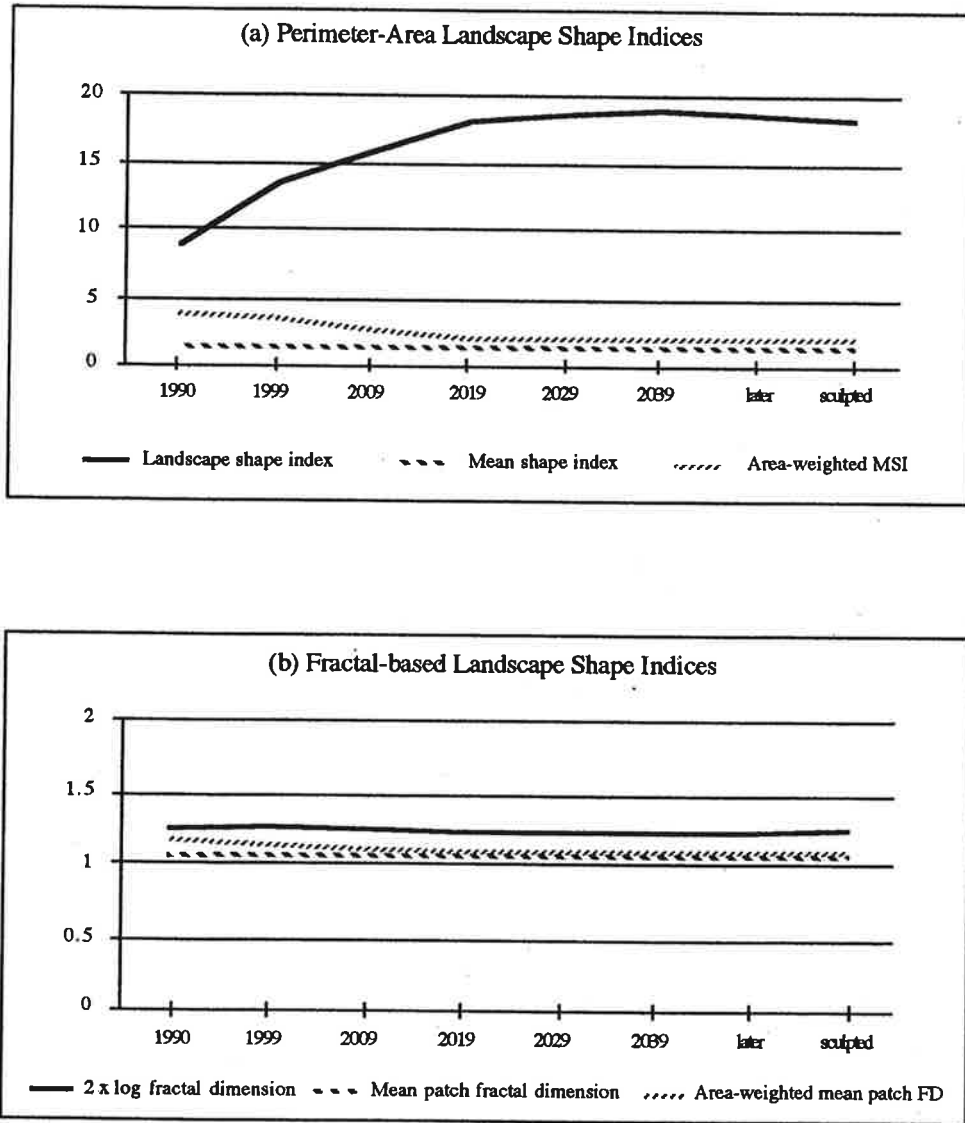 (a) Perimeter-Area Landscape Shape Indices
20
15
10
5
0
1990 1999 2009 2019 2029 2039 later sculpted
Landscape shape index Mean shape index Area-weighted MSI
(b) Fractal-based Landscape Shape Indices
2
1.5
1
0.5
0
1990 1999 2009 2019 2029 2039 later sculpted
2 x log fractal dimension Mean patch fractal dimension Area-weighted mean patch FD